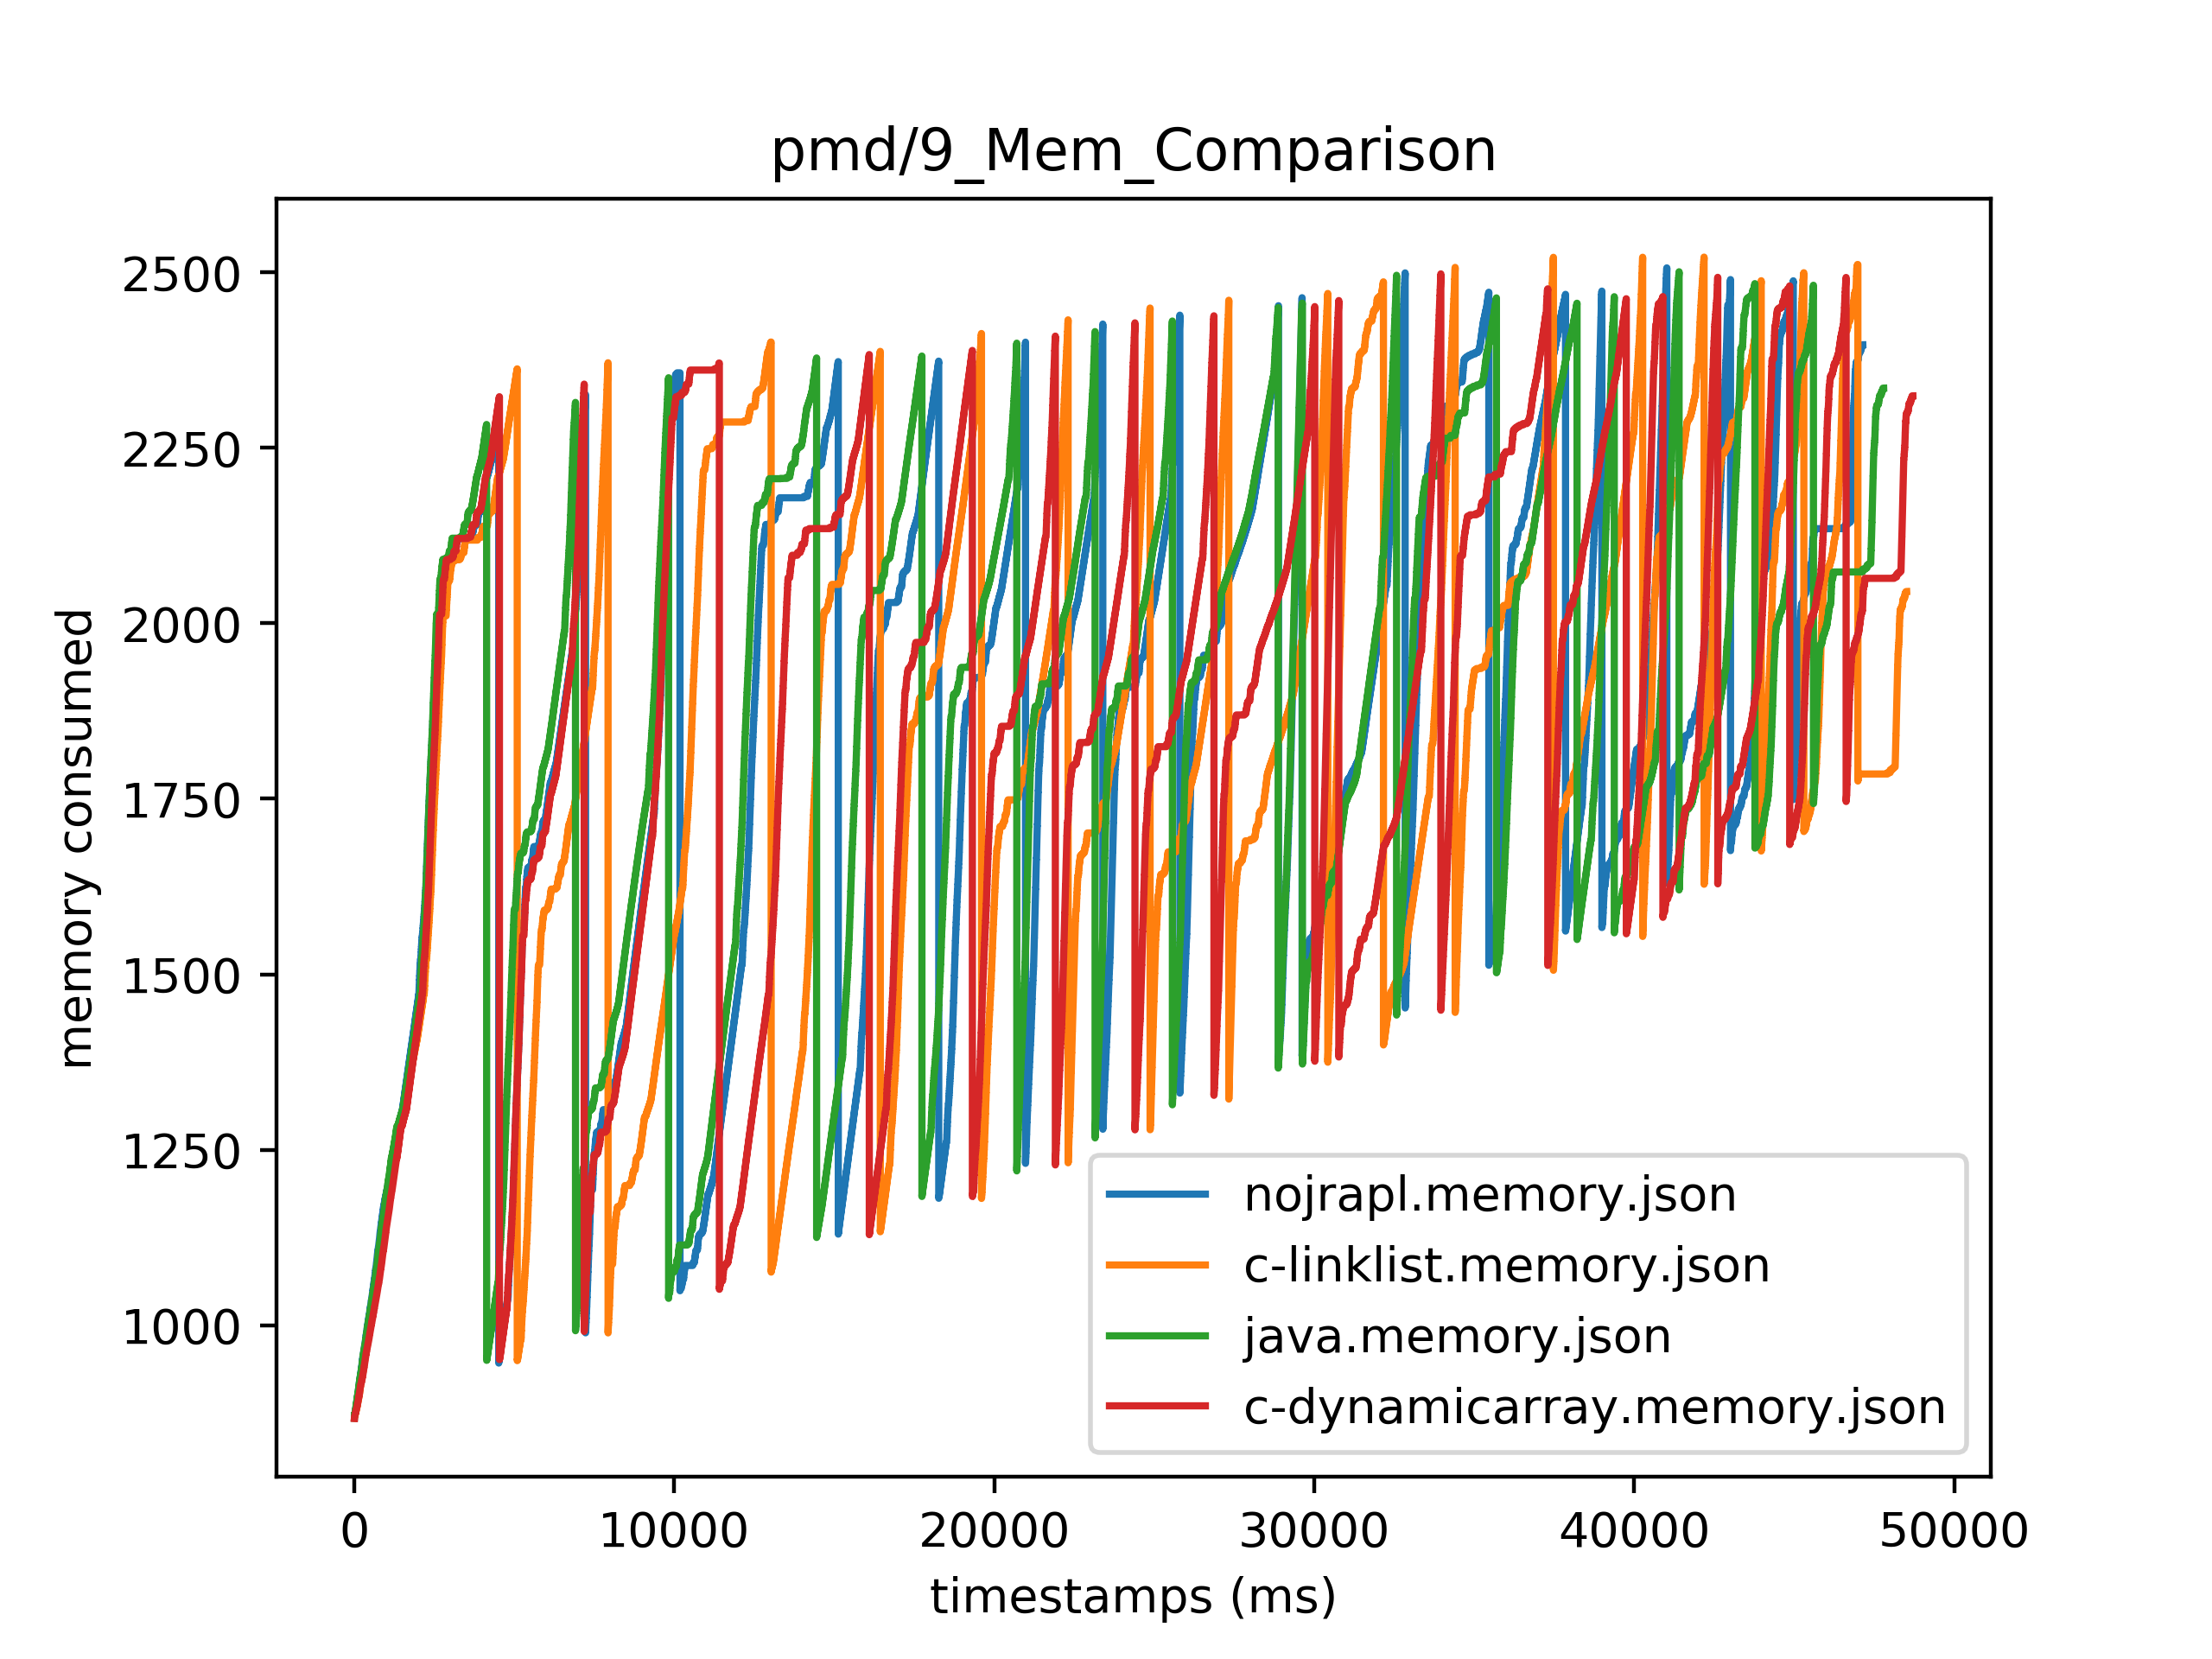 pmd/9_Mem_Comparison
memory consumed
2500
2250
2000
1750
1500
1250
1000
nojrapl.memory.json
c-linklist.memory.json
java.memory.json
c-dynamicarray.memory.json
0 10000 20000 30000 40000 50000
timestamps (ms)